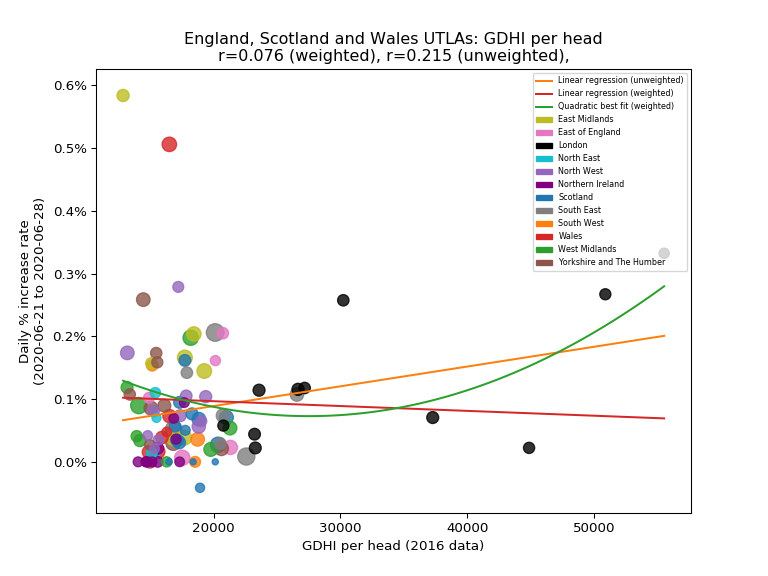 England, Scotland and Wales UTLAs: GDHI per head
r=0.076 (weighted), r=0.215 (unweighted),
Linear regression (unweighted)
Linear regression (weighted)
Quadratic best fit (weighted)
East Midlands
East of England
London
North East
North West
Northern Ireland
Scotland
South East
South West
Wales
West Midlands
Yorkshire and The Humber
0.6%
0.5%
0.4%
0.3%
0.2%
0.1%
0.0%
Daily % increase rate
(2020-06-21 to 2020-06-28)
20000 30000 40000 50000
GDHI per head (2016 data)